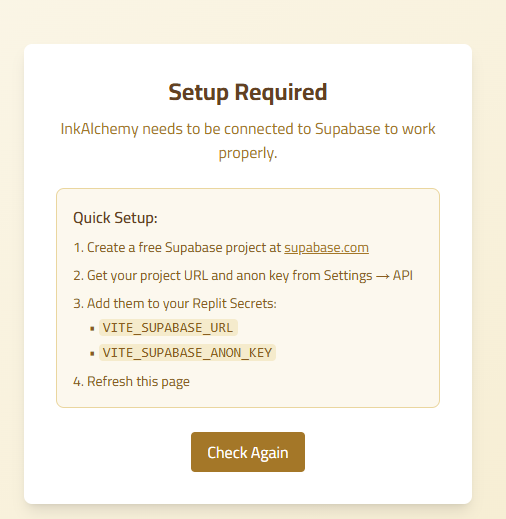 Setup Required
InkAlchemy needs to be connected to Supabase to work
properly.
Quick Setup:
1. Create a free Supabase project at supabase.com
2. Get your project URL and anon key from Settings → API
3. Add them to your Replit Secrets:
▪ VITE_SUPABASE_URL
▪ VITE_SUPABASE_ANON_KEY
4. Refresh this page
Check Again